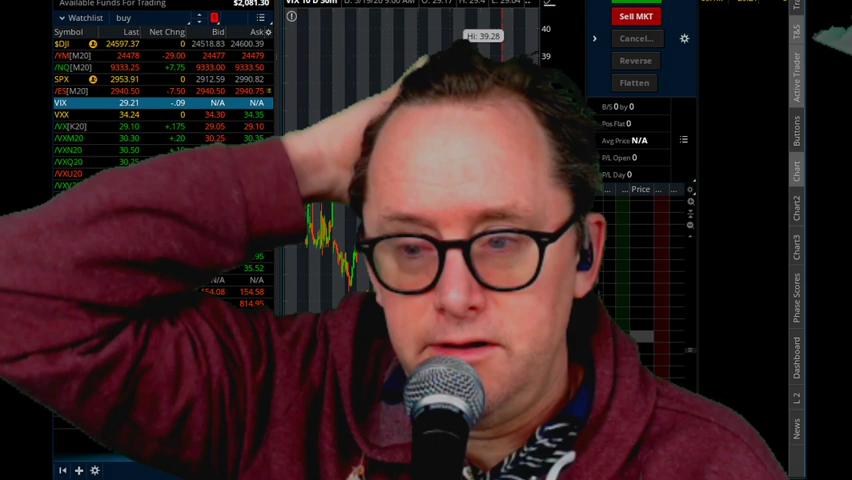 Available Funds For Trading $2,081.30
Watchlist buy
Symbol Last Net Chng Bid Ask
$DJI 24597.37 0 24518.83 24600.39
/YM[M20] 24478 -29.00 24477 24479
/NQ[M20] 9333.25 +7.75 9333.00 9333.50
SPX 2953.91 0 2912.59 2990.82
/ES[M20] 2940.50 -7.50 2940.50 2940.75
VIX 29.21 -.09 N/A N/A
VXX 34.24 0 34.30 34.35
/VX[K20] 29.10 +.175 29.05 29.10
/VXM20 30.30 +.20 30.25 30.35
/VXN20 30.50
/VXQ20 30.25
/VXU20
.95
35.52
N/A N/A
154.08 154.58
814.95
Hi: 39.28
40
39
Sell MKT
Cancel...
Reverse
Flatten
B/S 0 by 0
Pos Flat 0
Avg Price N/A
P/L Open 0
P/L Day 0
... ... Price ... ...
T&S
Active Trader
Buttons
Chart
Chart2
Chart3
Phase Scores
Dashboard
L 2
News